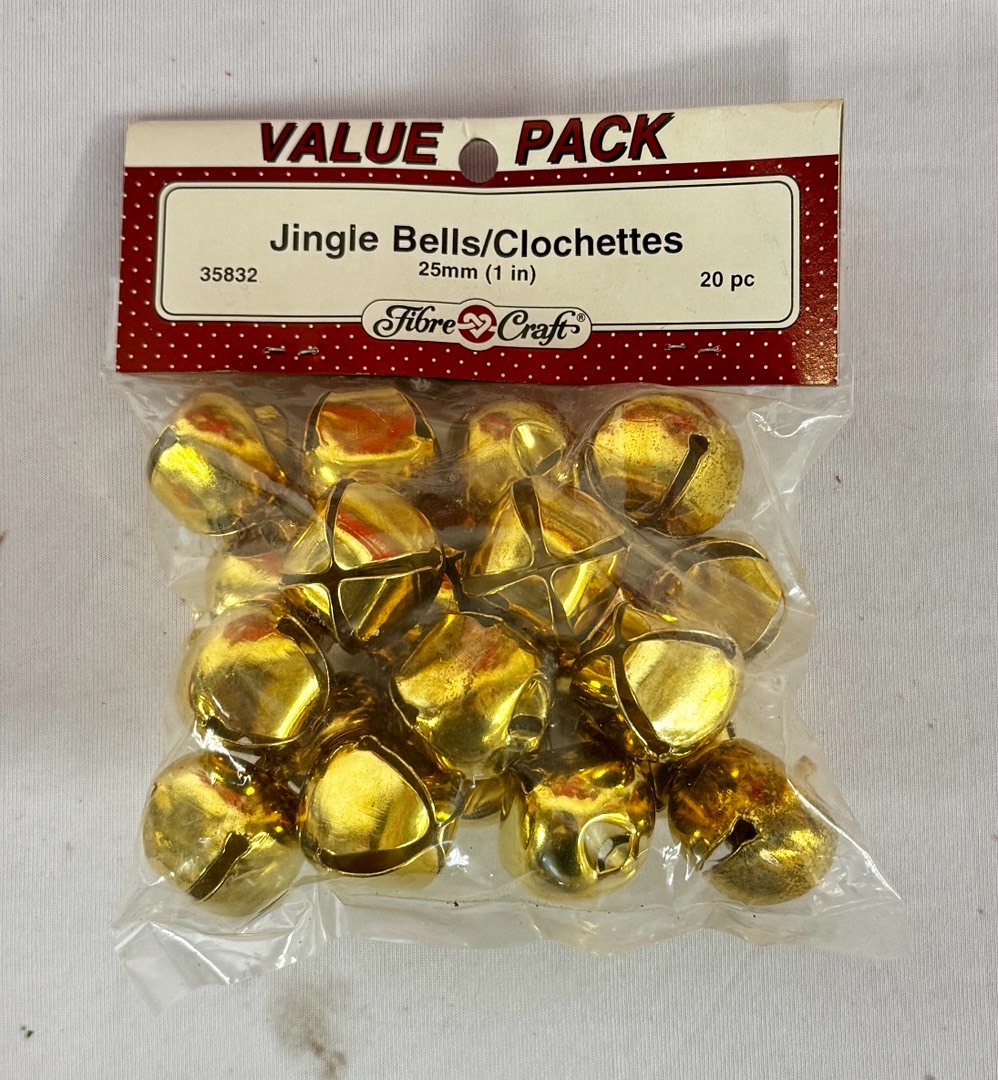 VALUE PACK
Jingle Bells/Clochettes
25mm (1 in)
35832
20 pc
Fibre Craft®